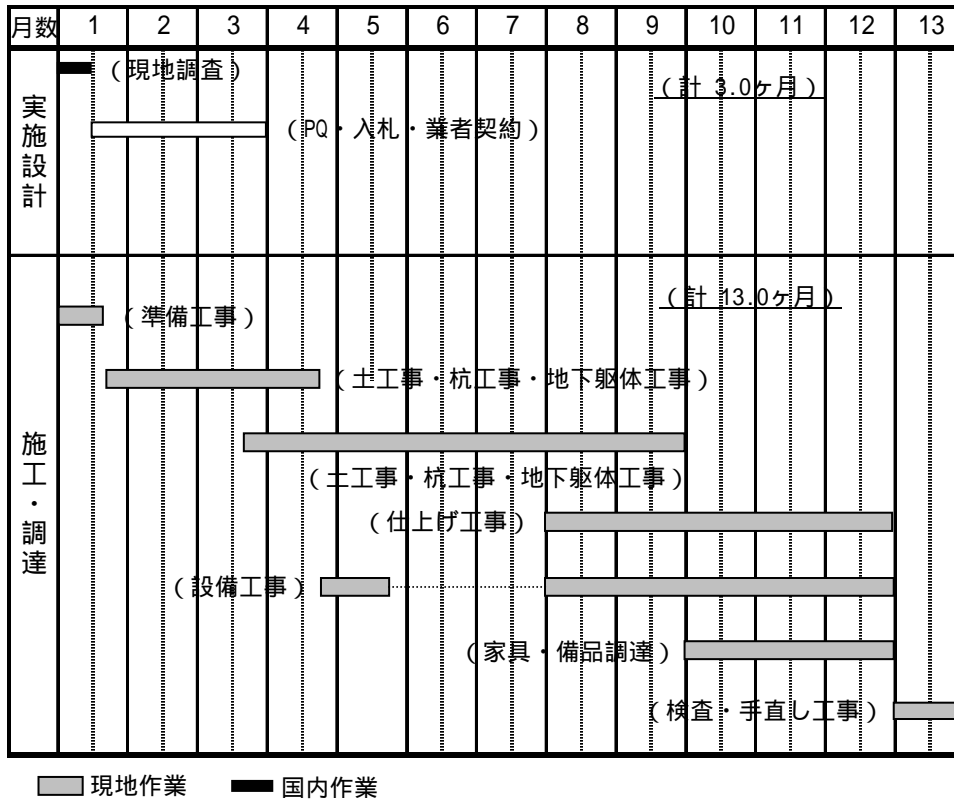 月数 1 2 3 4 5 6 7 8 9 10 11 12 13
実施設計
(現地調査)
(計 3.0ヶ月)
(PQ・入札・業者契約)
施工・調達
(計 13.0ヶ月)
(準備工事)
(土工事・杭工事・地下躯体工事)
(土工事・杭工事・地下躯体工事)
(仕上げ工事)
(設備工事)
(家具・備品調達)
(検査・手直し工事)
現地作業 国内作業